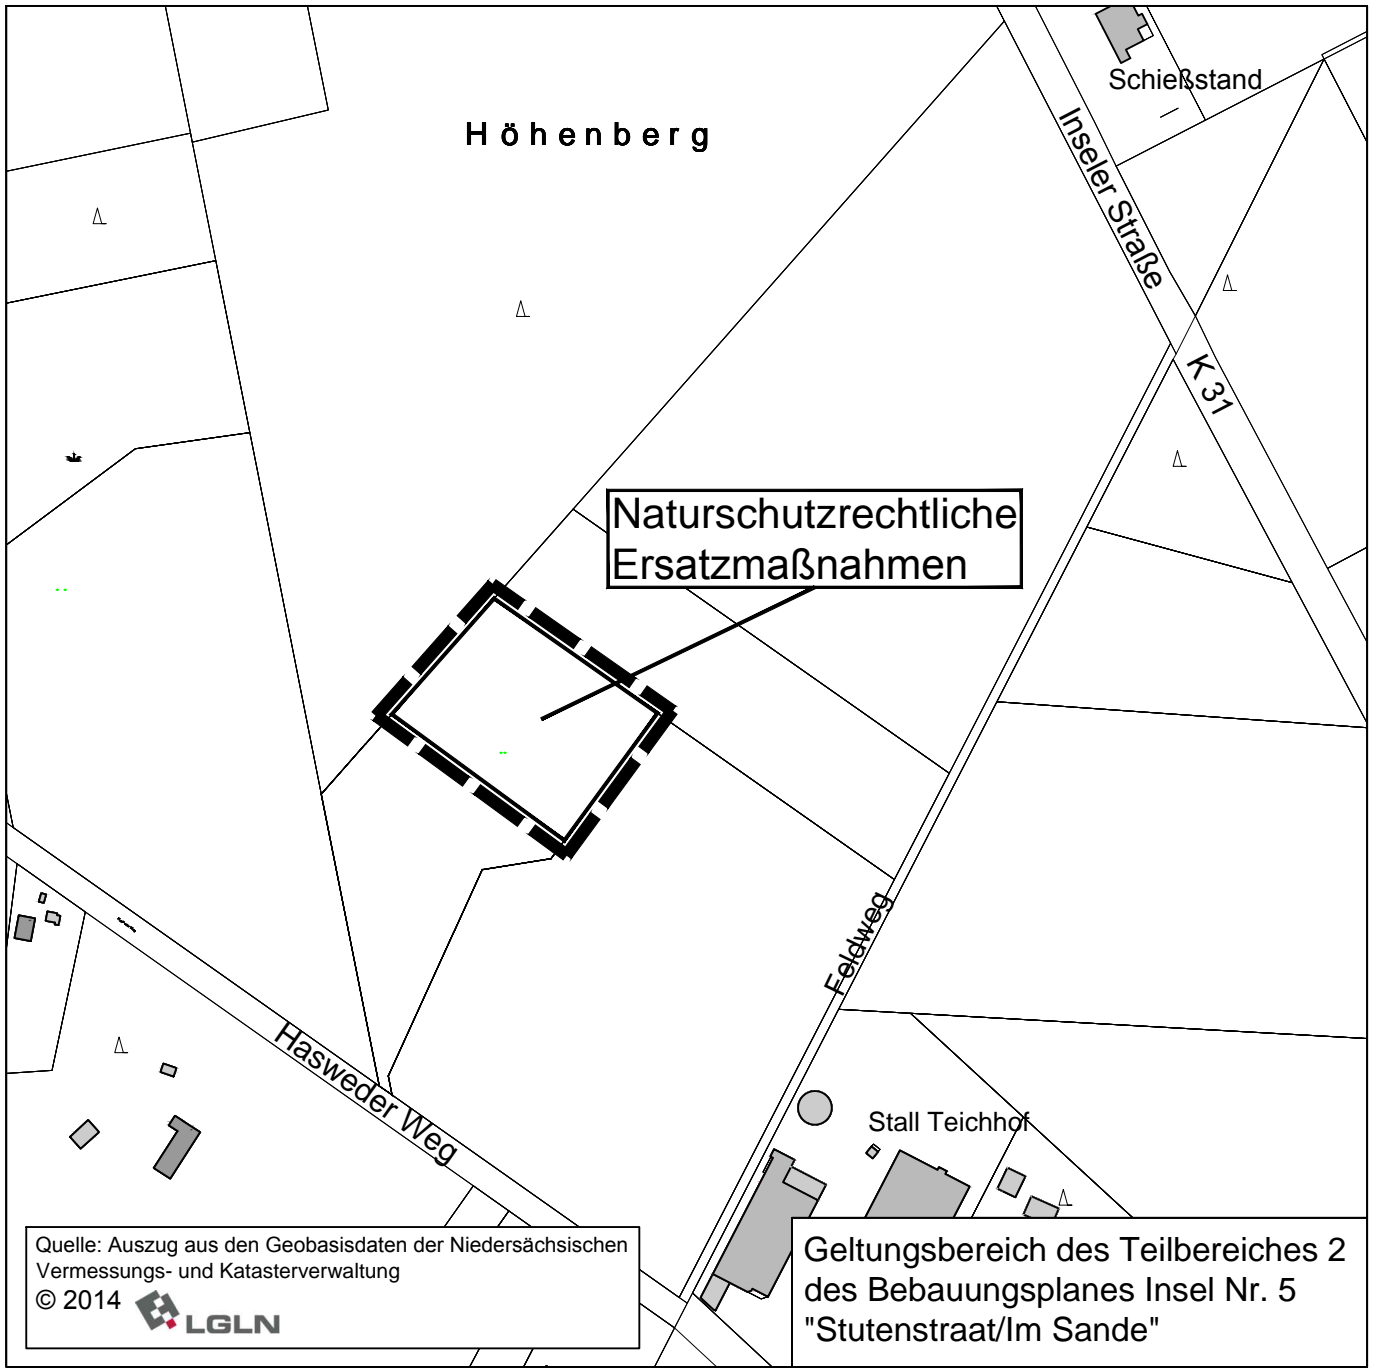 Schießstand
Höhenberg
Inseler Straße
K 31
Naturschutzrechtliche
Ersatzmaßnahmen
Feldweg
Hasweder Weg
Stall Teichhof
Quelle: Auszug aus den Geobasisdaten der Niedersächsischen
Vermessungs- und Katasterverwaltung
© 2014
LGLN
Geltungsbereich des Teilbereiches 2
des Bebauungsplanes Insel Nr. 5
"Stutenstraat/Im Sande"